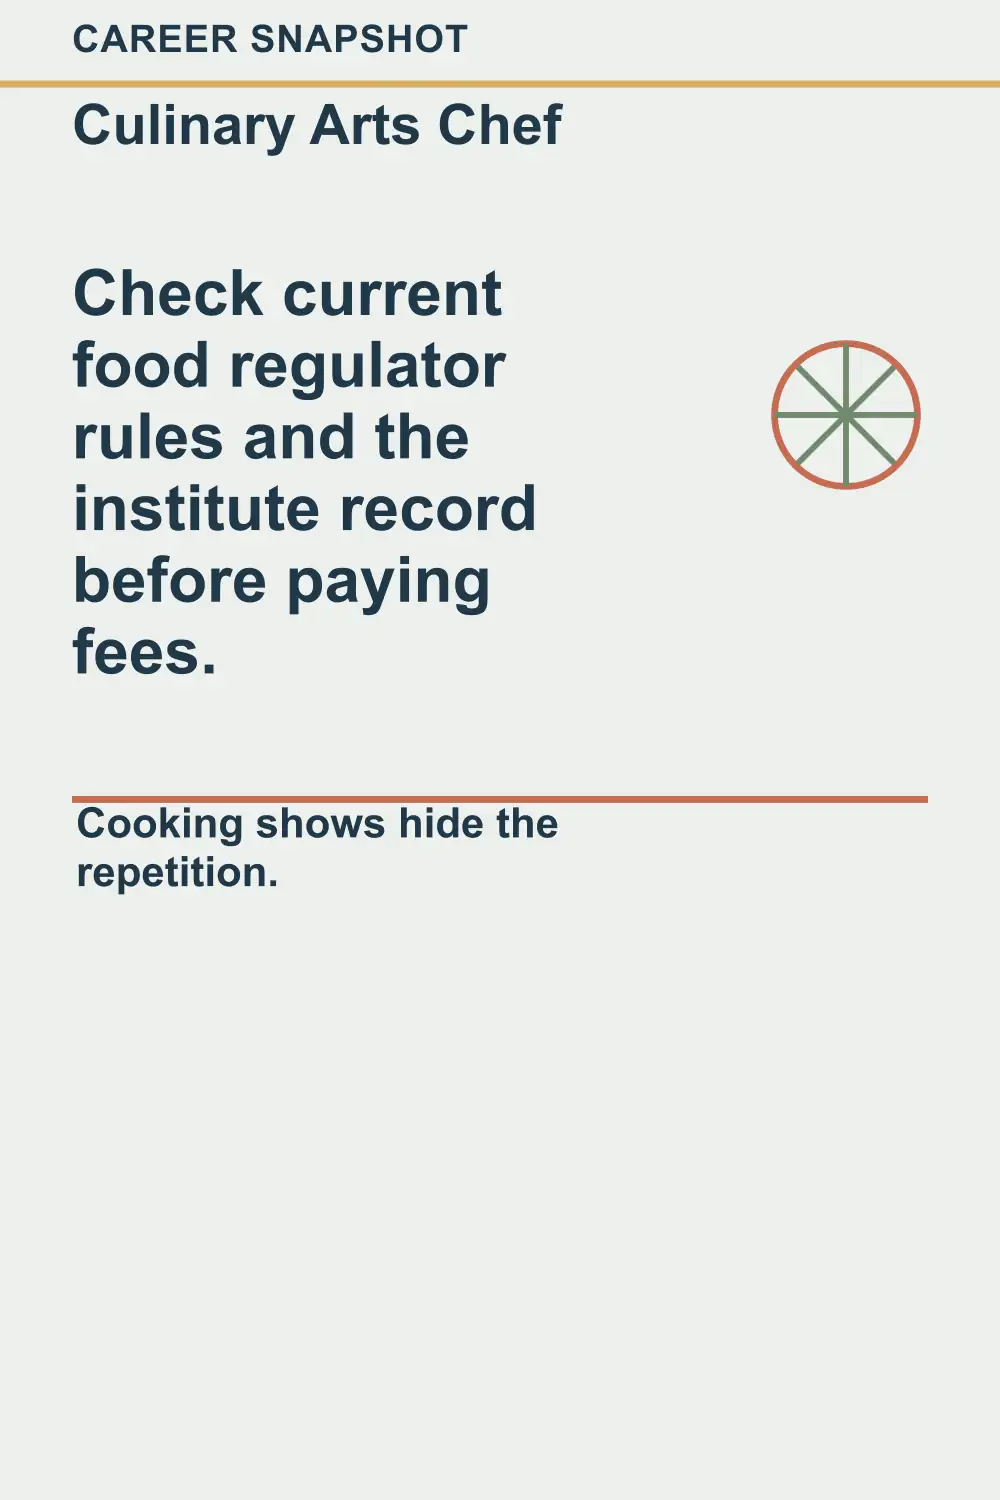 CAREER SNAPSHOT
Culinary Arts Chef
Check current
food regulator
rules and the
institute record
before paying
fees.
Cooking shows hide the
repetition.